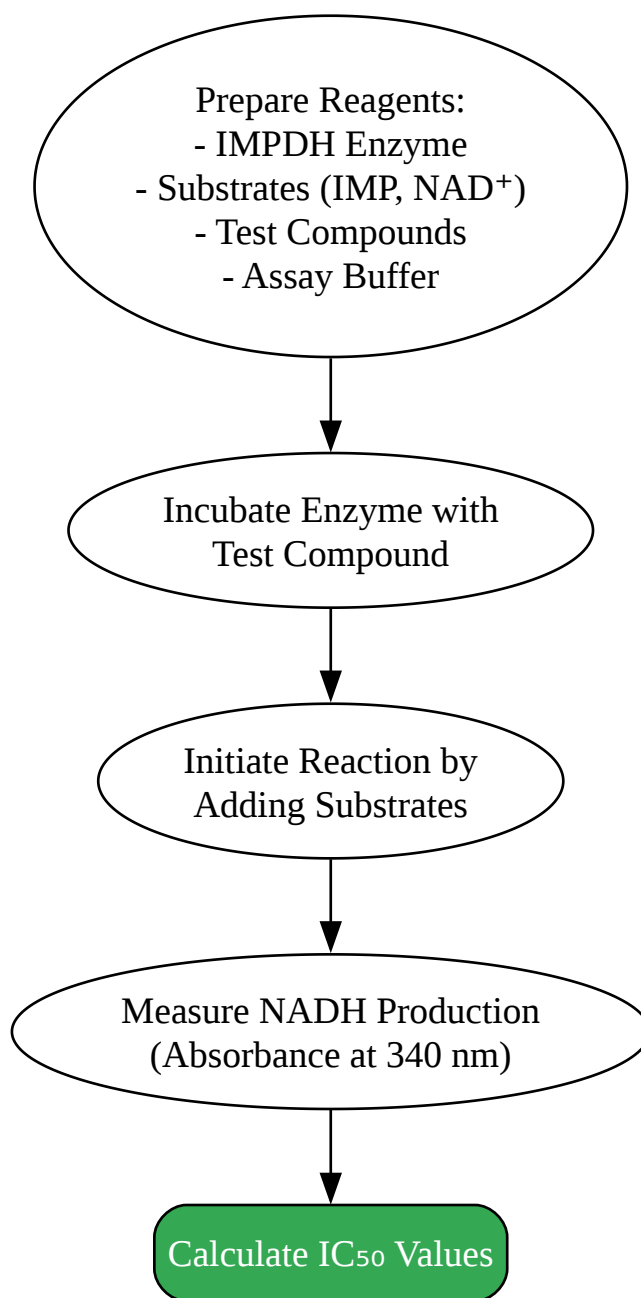 Prepare Reagents:
- IMPDH Enzyme
- Substrates (IMP, NAD⁺)
- Test Compounds
- Assay Buffer
Incubate Enzyme with
Test Compound
Initiate Reaction by
Adding Substrates
Measure NADH Production
(Absorbance at 340 nm)
Calculate IC₅₀ Values